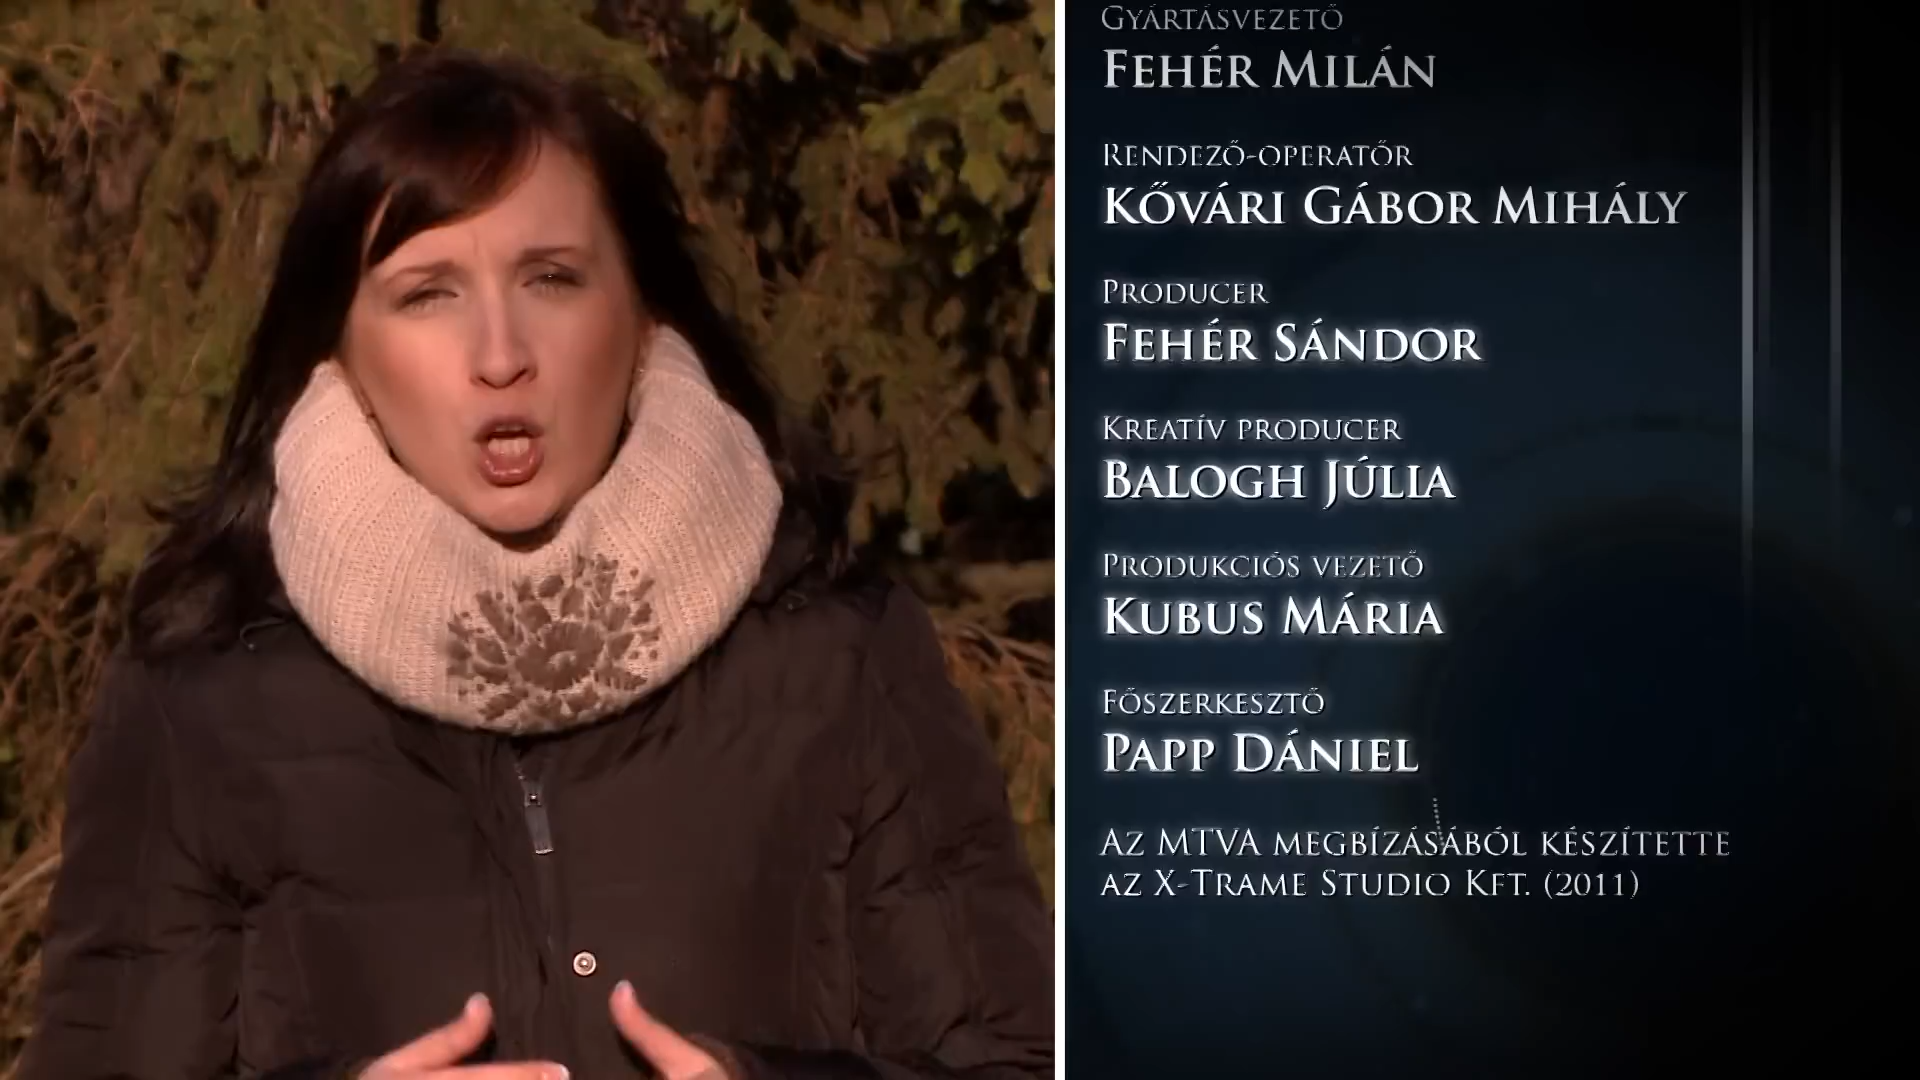 Gyártásvezető
Fehér Milán
Rendező-operatőr
Kővári Gábor Mihály
Producer
Fehér Sándor
Kreatív producer
Balogh Júlia
Produkciós vezető
Kubus Mária
Főszerkesztő
Papp Dániel
Az MTVA megbízásából készítette
az X-Trame Studio Kft. (2011)